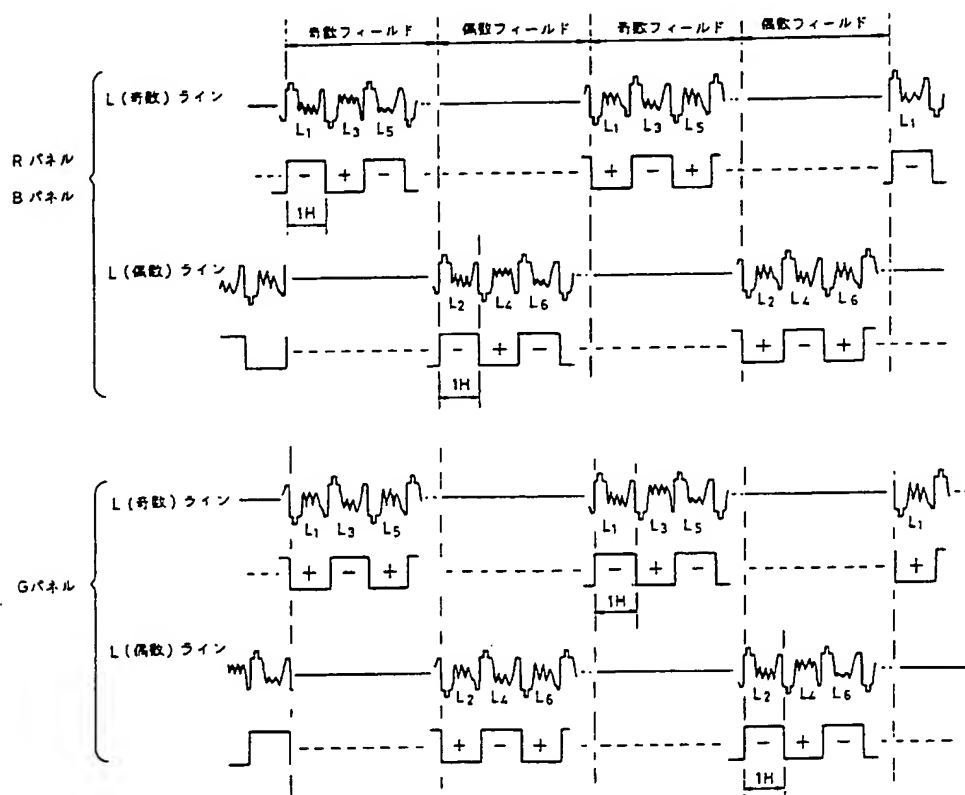 奇数フィールド 偶数フィールド 奇数フィールド 偶数フィールド
L(奇数)ライン
L1 L3 L5 L1 L3 L5 L1
Rパネル
Bパネル
- + - + - + -
1H
L(偶数)ライン
L2 L4 L6 L2 L4 L6
- + - + - +
1H
L(奇数)ライン
L1 L3 L5 L1 L3 L5 L1
Gパネル
+ - + - + - +
1H
L(偶数)ライン
L2 L4 L6 L2 L4 L6
+ - + - + -
1H